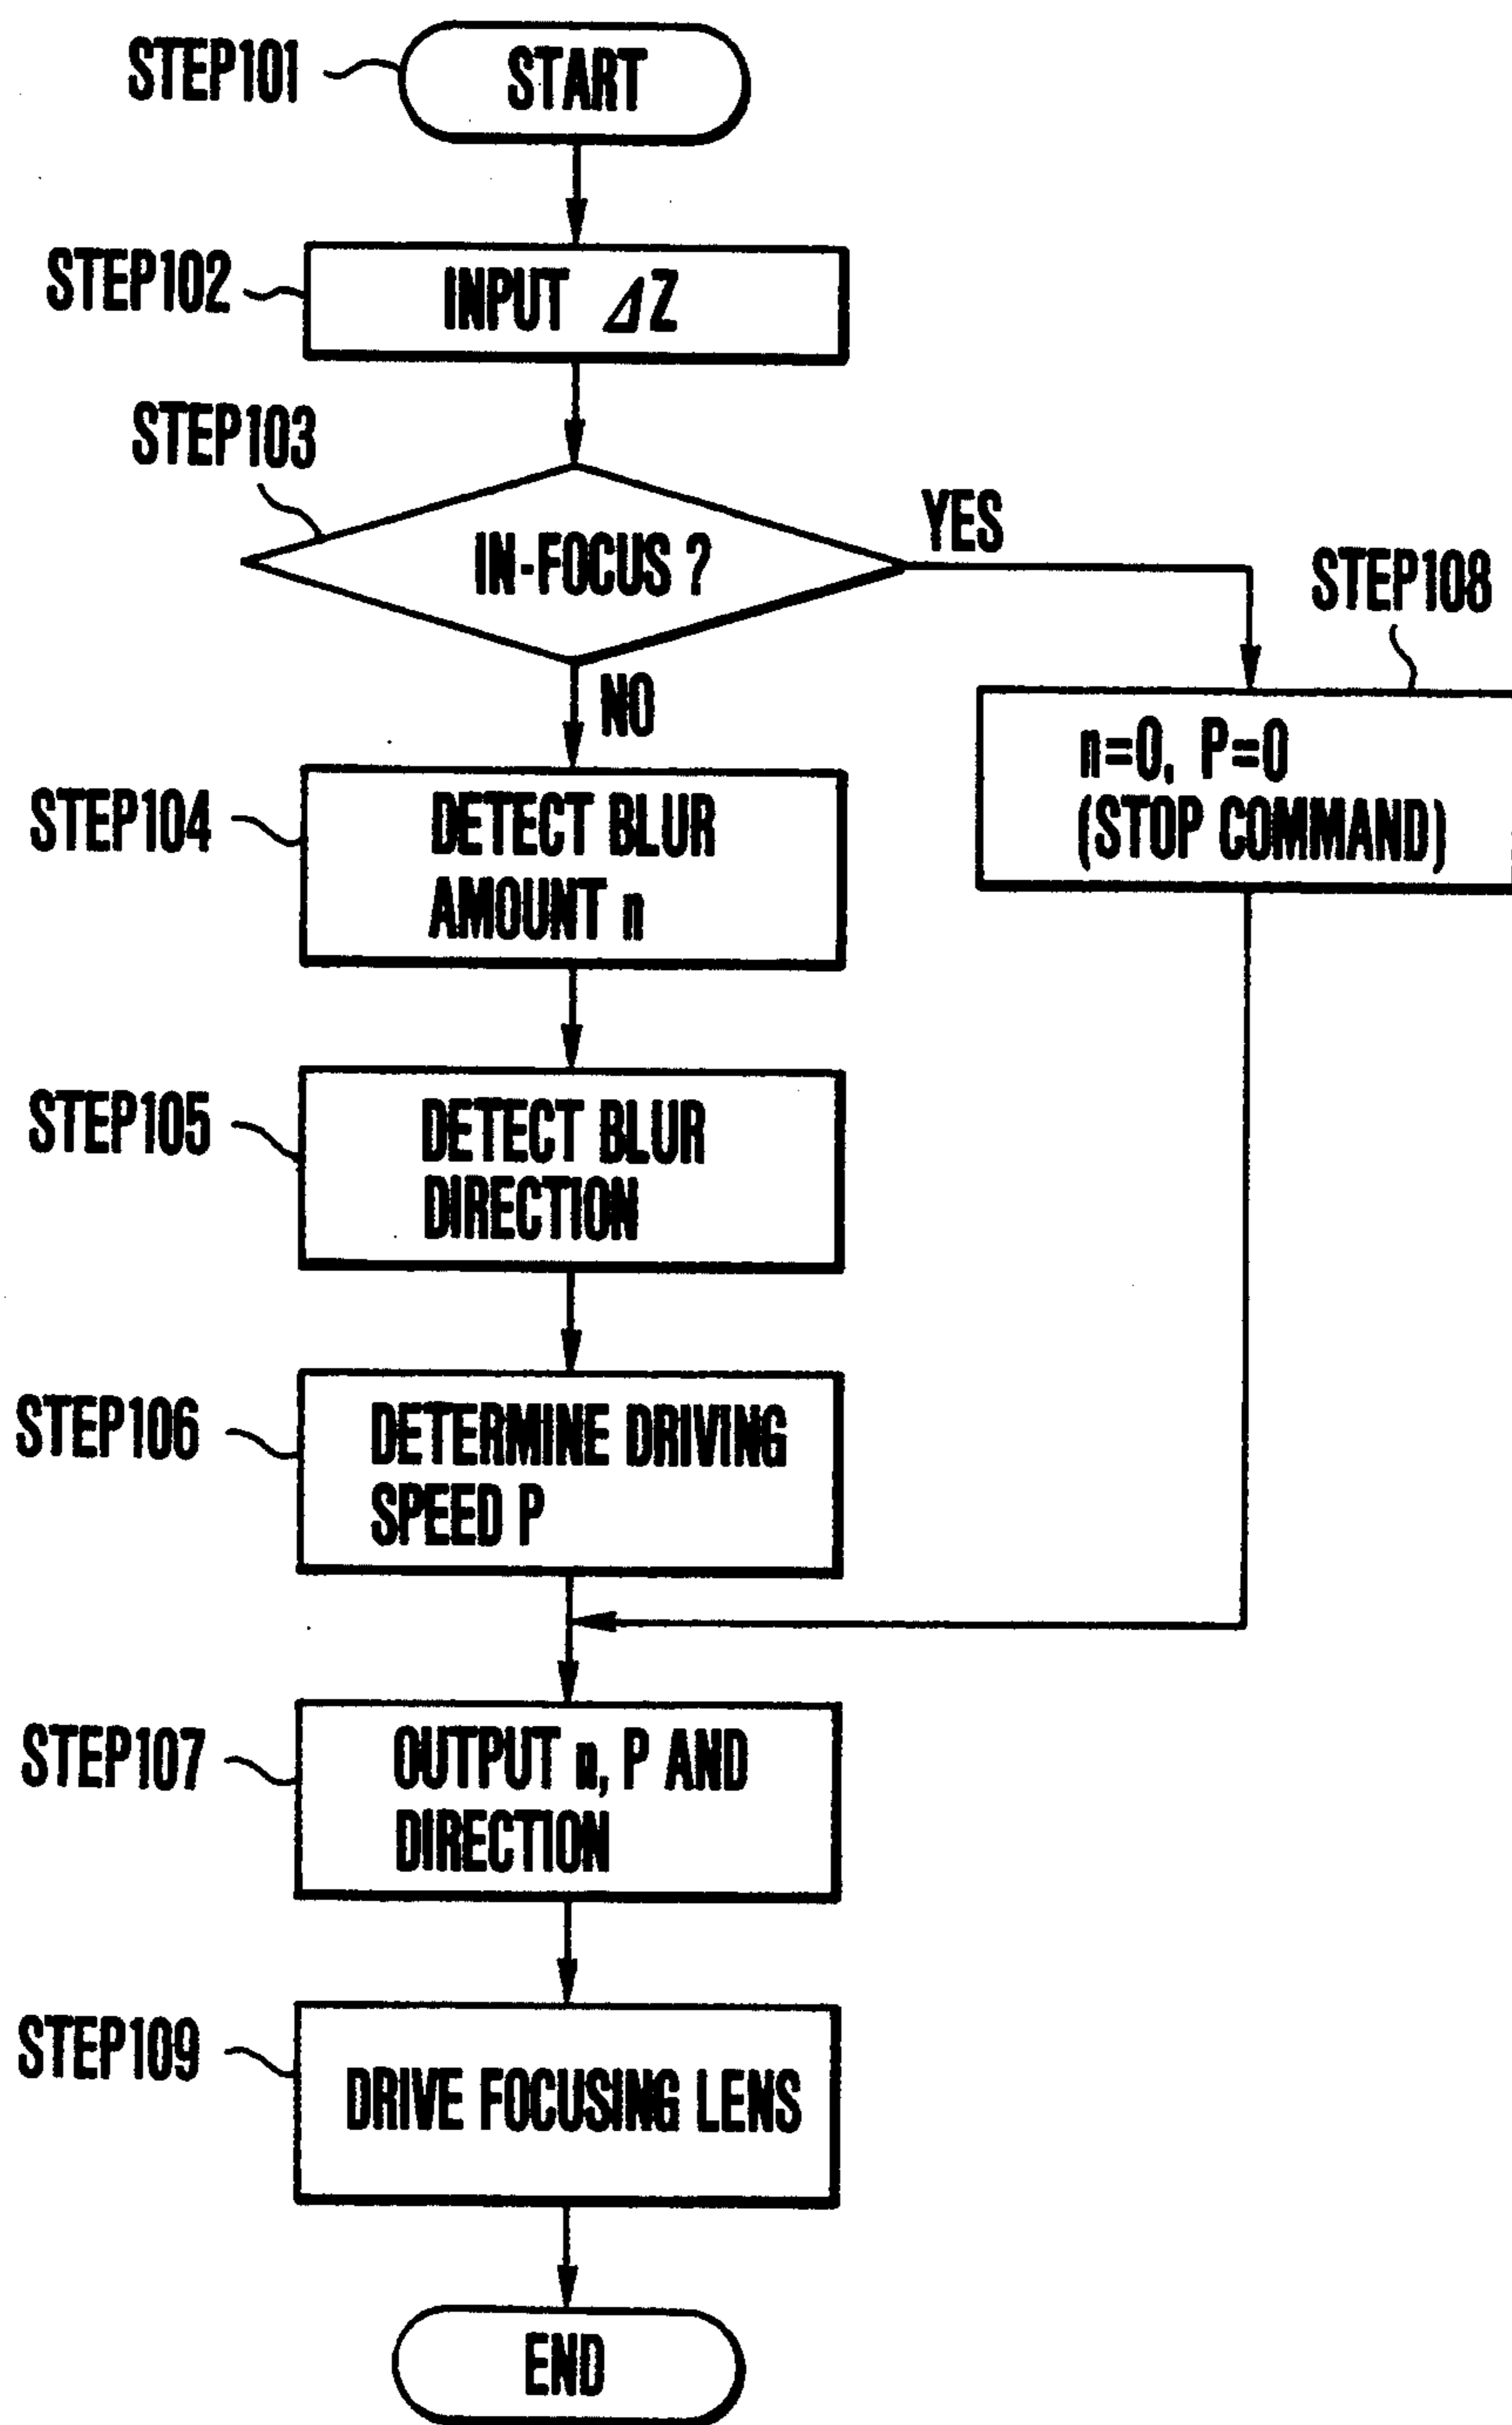 STEP101
START
STEP102
INPUT ΔZ
STEP103
IN-FOCUS ?
YES
STEP108
n=0, P=0
(STOP COMMAND)
NO
STEP104
DETECT BLUR
AMOUNT n
STEP105
DETECT BLUR
DIRECTION
STEP106
DETERMINE DRIVING
SPEED P
STEP107
OUTPUT n, P AND
DIRECTION
STEP109
DRIVE FOCUSING LENS
END